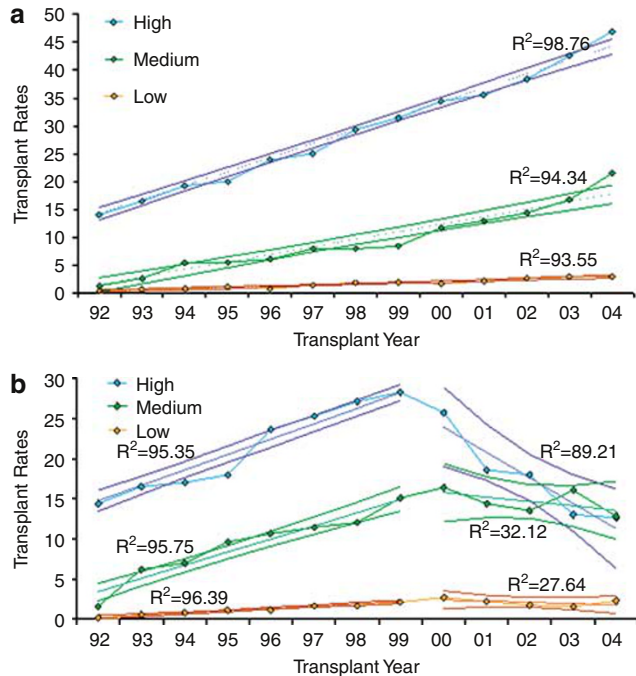 a
50
45
40
35
30
25
20
15
10
5
0
Transplant Rates
High
Medium
Low
R²=98.76
R²=94.34
R²=93.55
92 93 94 95 96 97 98 99 00 01 02 03 04
Transplant Year
b
30
25
20
15
10
5
0
Transplant Rates
High
Medium
Low
R²=95.35
R²=89.21
R²=95.75
R²=32.12
R²=96.39
R²=27.64
92 93 94 95 96 97 98 99 00 01 02 03 04
Transplant Year